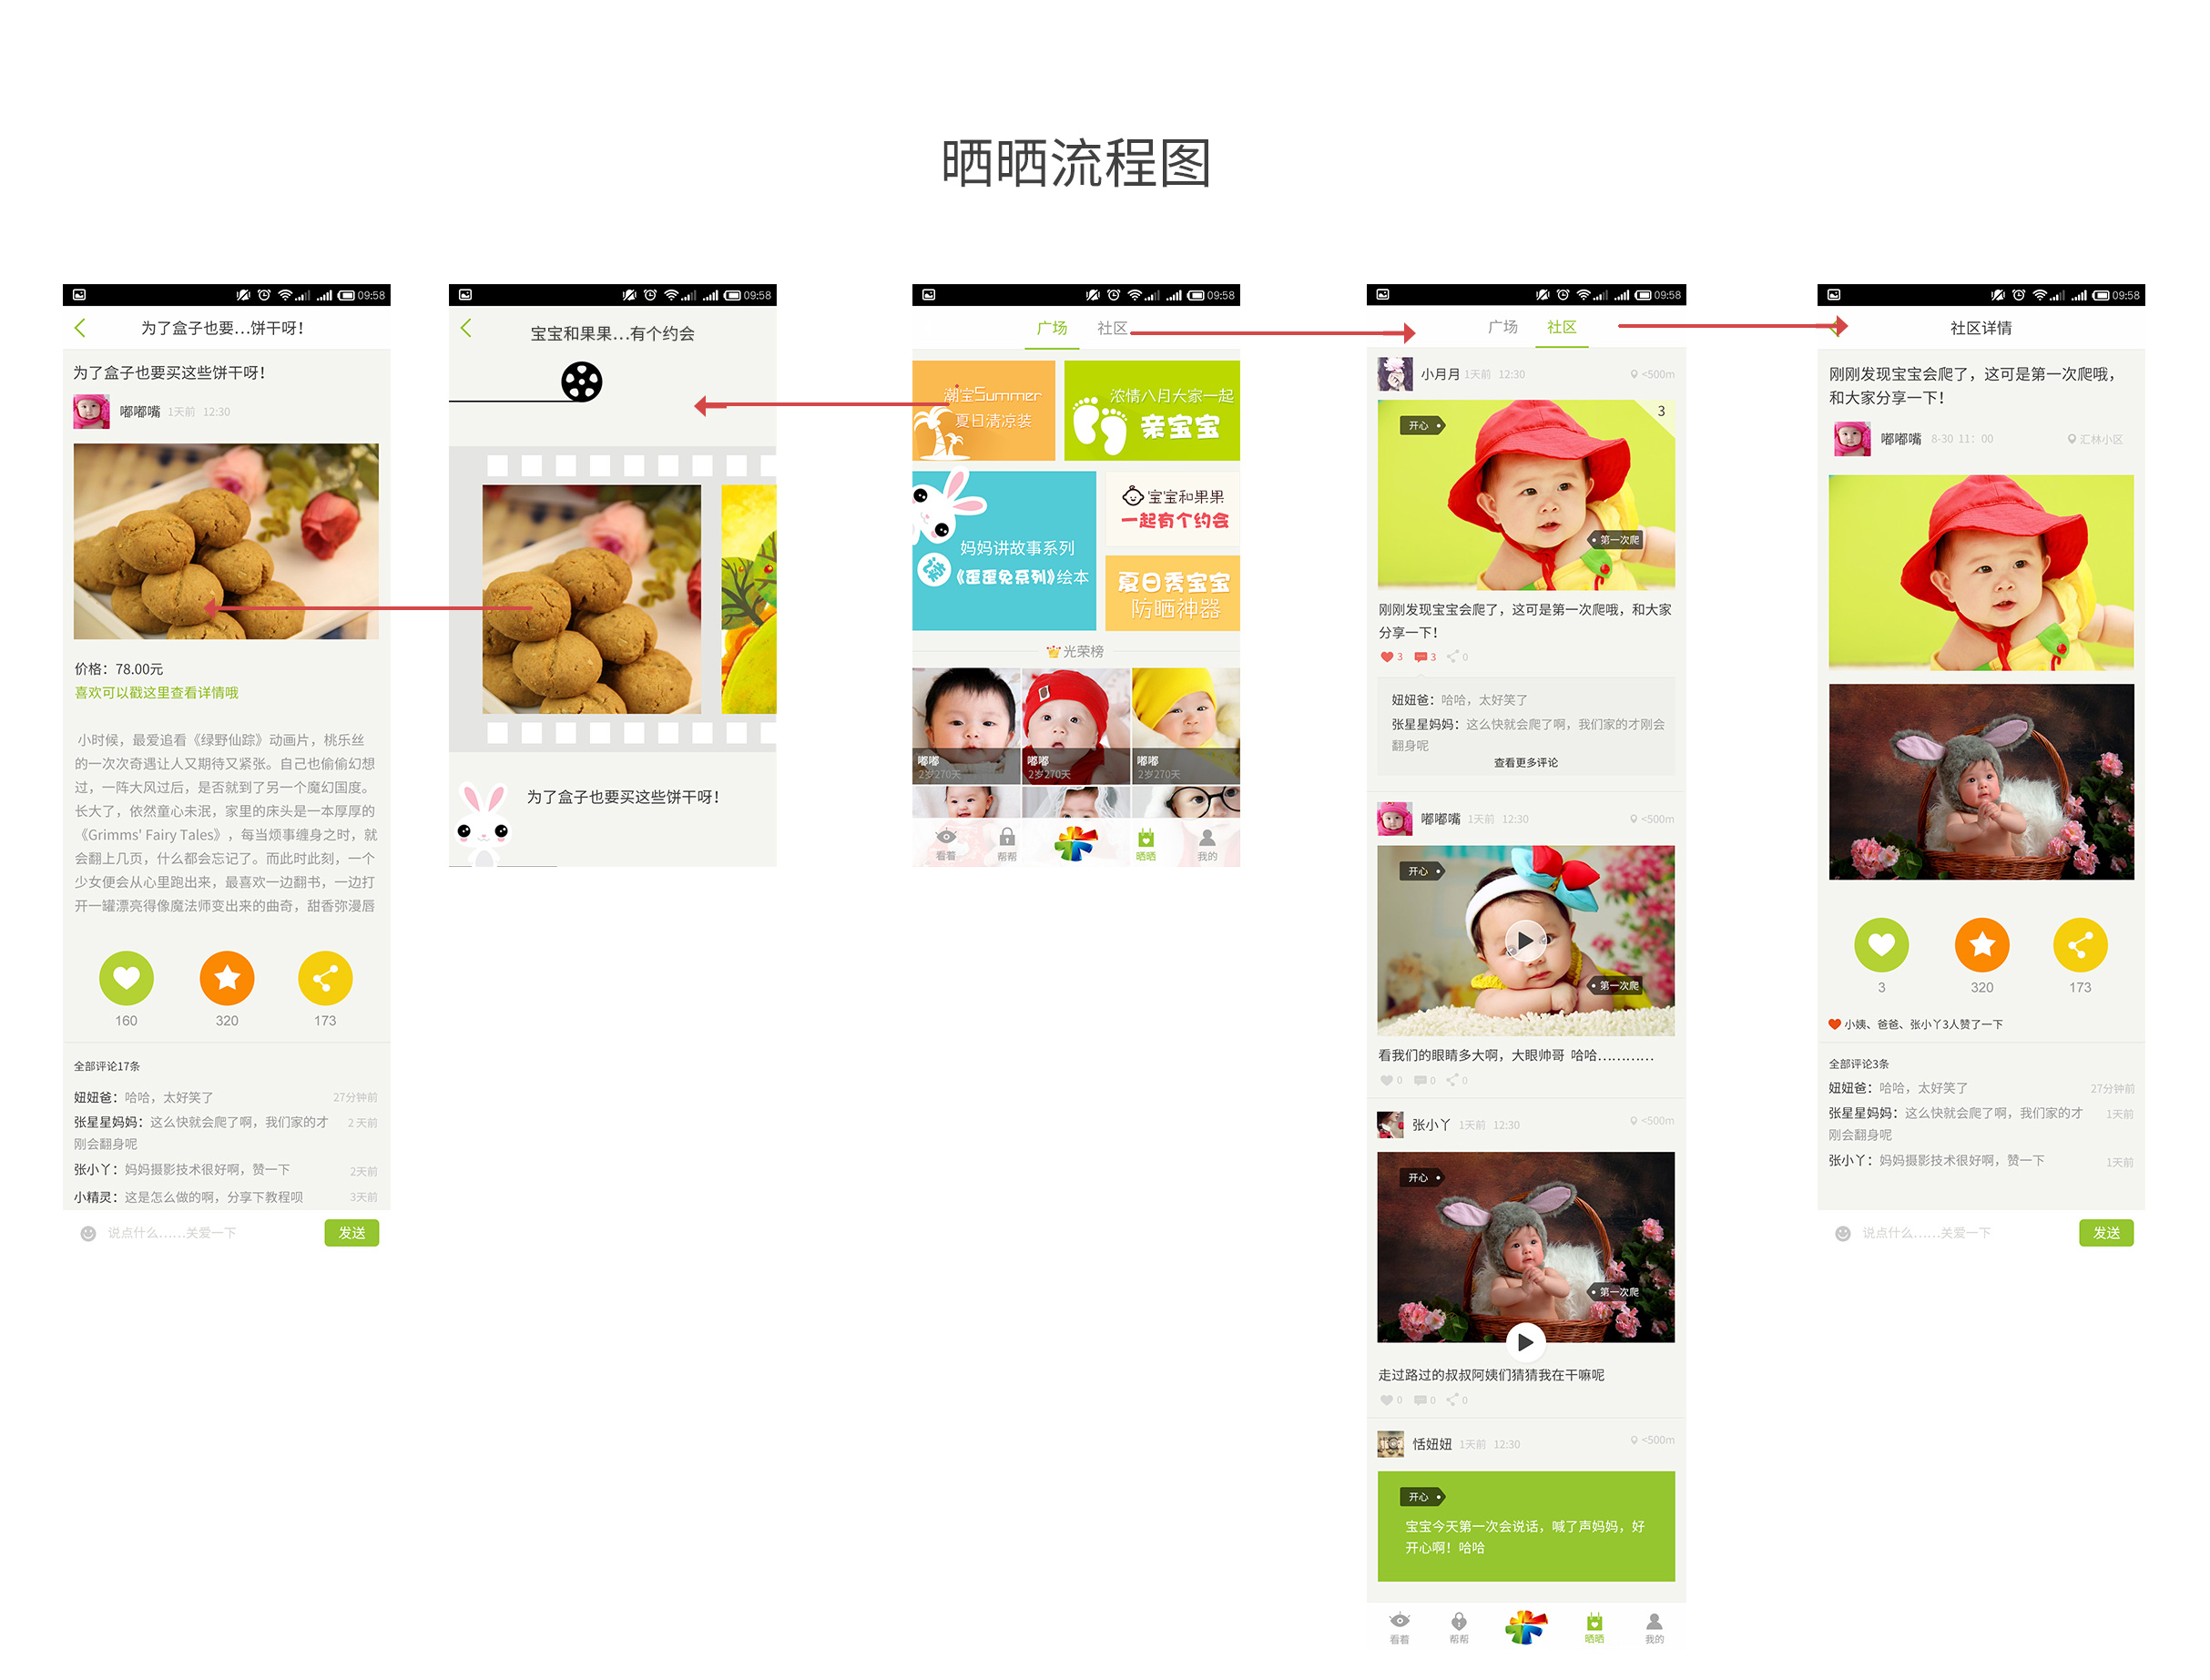 晒晒流程图
09:58
为了盒子也要...饼干呀！
为了盒子也要买这些饼干呀！
嘟嘟嘴 1天前 12:30
价格：78.00元
喜欢可以戳这里查看详情哦
小时候，最爱追看《绿野仙踪》动画片，桃乐丝
的一次次奇遇让人又期待又紧张。自己也偷偷幻想
过，一阵大风过后，是否就到了另一个魔幻国度。
长大了，依然童心未泯，家里的床头是一本厚厚的
《Grimms' Fairy Tales》，每当烦事缠身之时，就
会翻上几页，什么都会忘记了。而此时此刻，一个
少女便会从心里跑出来，最喜欢一边翻书，一边打
开一罐漂亮得像魔法师变出来的曲奇，甜香弥漫唇
160 320 173
全部评论17条
妞妞爸：哈哈，太好笑了 27分钟前
张星星妈妈：这么快就会爬了啊，我们家的才 2 天前
刚会翻身呢
张小丫：妈妈摄影技术很好啊，赞一下 2天前
小精灵：这是怎么做的啊，分享下教程呗 3天前
说点什么......关爱一下 发送
09:58
宝宝和果果...有个约会
为了盒子也要买这些饼干呀！
09:58
广场 社区
潮宝Summer
夏日清凉装
浓情八月大家一起
亲宝宝
妈妈讲故事系列
《歪歪兔系列》绘本
宝宝和果果
一起有个约会
夏日秀宝宝
防晒神器
光荣榜
嘟嘟 嘟嘟 嘟嘟
2岁270天 2岁270天 2岁270天
看着 帮帮 晒晒 我的
09:58
广场 社区
小月月 1天前 12:30 <500m
3
开心
第一次爬
刚刚发现宝宝会爬了，这可是第一次爬哦，和大家
分享一下！
3 3 0
妞妞爸：哈哈，太好笑了
张星星妈妈：这么快就会爬了啊，我们家的才刚会
翻身呢
查看更多评论
嘟嘟嘴 1天前 12:30 <500m
开心
第一次爬
看我们的眼睛多大啊，大眼帅哥 哈哈............
0 0 0
张小丫 1天前 12:30 <500m
开心
第一次爬
走过路过的叔叔阿姨们猜猜我在干嘛呢
0 0 0
恬妞妞 1天前 12:30 <500m
开心
宝宝今天第一次会说话，喊了声妈妈，好
开心啊！哈哈
看着 帮帮 晒晒 我的
09:58
社区详情
刚刚发现宝宝会爬了，这可是第一次爬哦，
和大家分享一下！
嘟嘟嘴 8-30 11：00 汇林小区
3 320 173
小姨、爸爸、张小丫3人赞了一下
全部评论3条
妞妞爸：哈哈，太好笑了 27分钟前
张星星妈妈：这么快就会爬了啊，我们家的才 1天前
刚会翻身呢
张小丫：妈妈摄影技术很好啊，赞一下 1天前
说点什么......关爱一下 发送